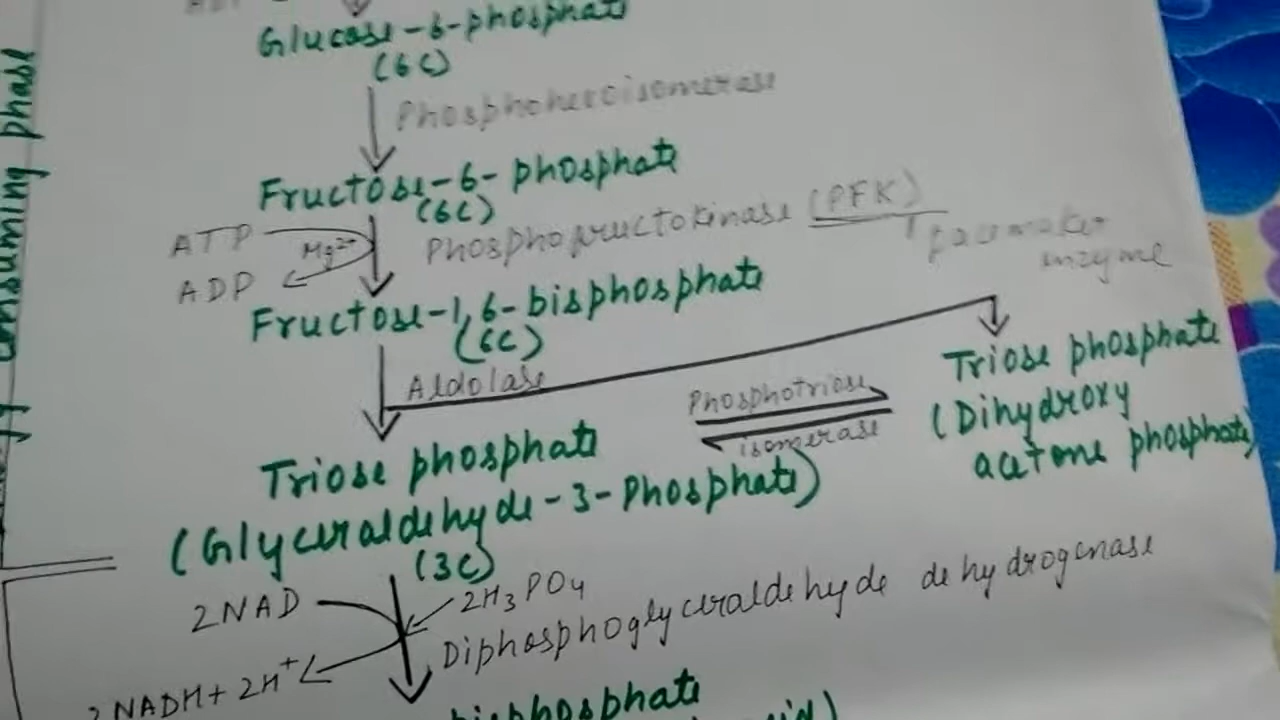 Glucose-6-phosphate
(6C)
Phosphohexoisomerase
Fructose-6-phosphate
(6C)
ATP
Mg2+
ADP
Phosphofructokinase (PFK)
pacemaker
enzyme
Fructose-1,6-bisphosphate
(6C)
Aldolase
Triose phosphate
(Dihydroxy
acetone phosphate)
Phosphotriose
isomerase
Triose phosphate
(Glyceraldehyde-3-Phosphate)
(3C)
2NAD
2H3PO4
Diphosphoglyceraldehyde dehydrogenase
2NADH+2H+
bisphosphate
phase